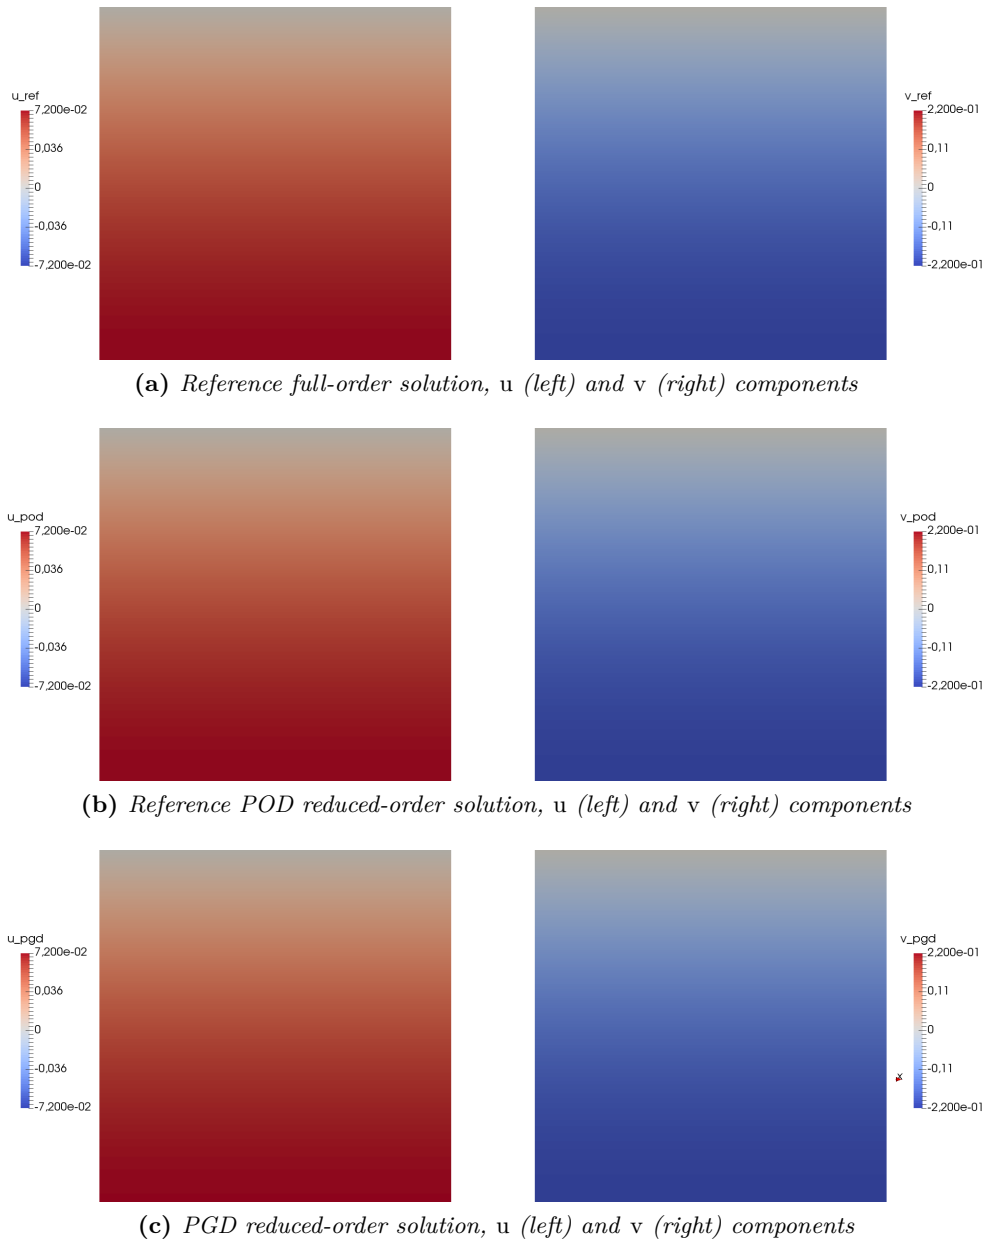 u_ref
7,200e-02
0,036
0
-0,036
-7,200e-02
v_ref
2,200e-01
0,11
0
-0,11
-2,200e-01
(a) Reference full-order solution, u (left) and v (right) components
u_pod
7,200e-02
0,036
0
-0,036
-7,200e-02
v_pod
2,200e-01
0,11
0
-0,11
-2,200e-01
(b) Reference POD reduced-order solution, u (left) and v (right) components
u_pgd
7,200e-02
0,036
0
-0,036
-7,200e-02
v_pgd
2,200e-01
0,11
0
-0,11
-2,200e-01
x
(c) PGD reduced-order solution, u (left) and v (right) components